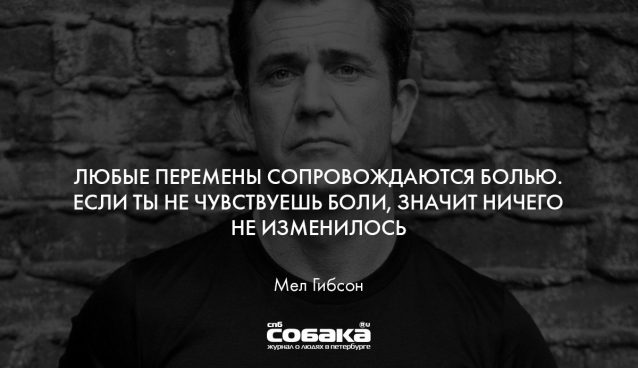 ЛЮБЫЕ ПЕРЕМЕНЫ СОПРОВОЖДАЮТСЯ БОЛЬЮ.
ЕСЛИ ТЫ НЕ ЧУВСТВУЕШЬ БОЛИ, ЗНАЧИТ НИЧЕГО
НЕ ИЗМЕНИЛОСЬ
Мел Гибсон
спб
СОБАКА RU
журнал о людях в петербурге